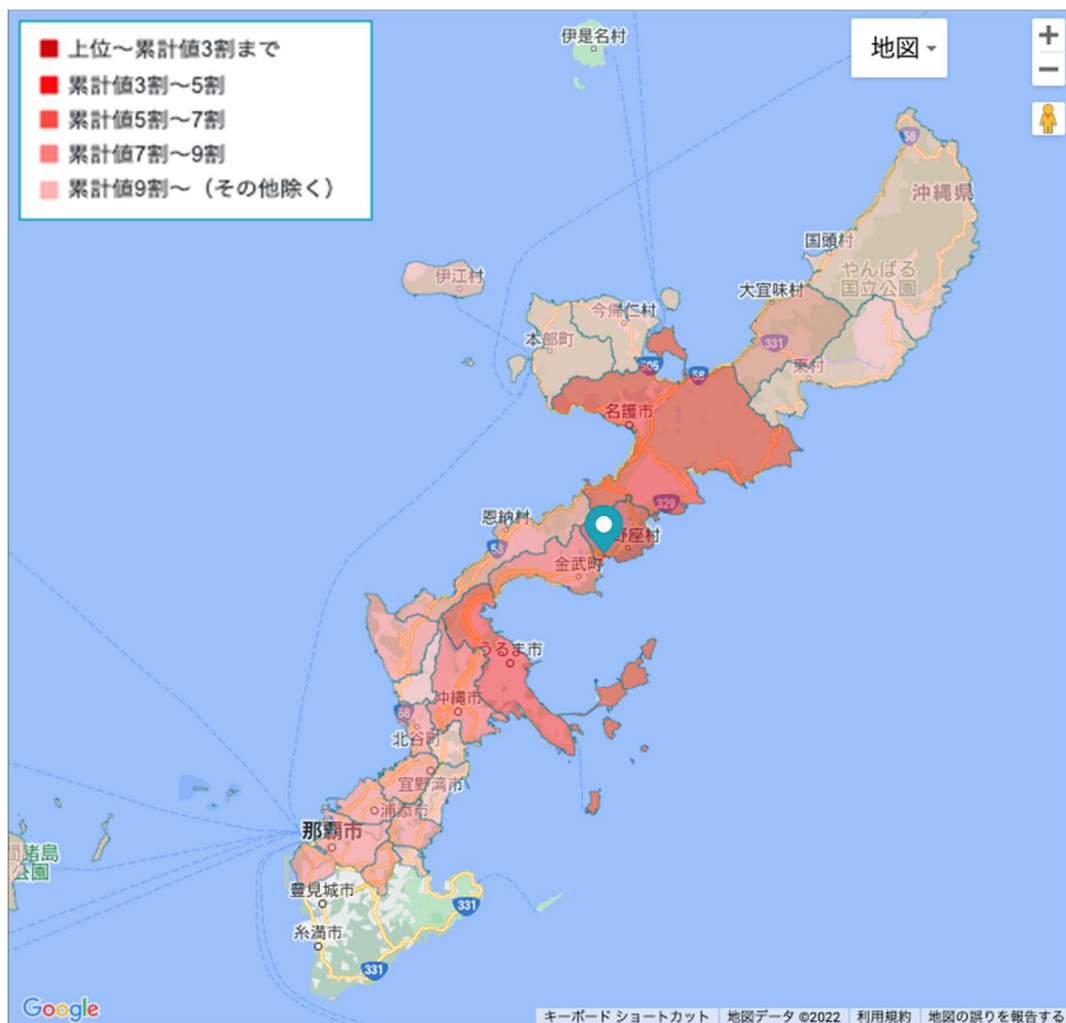 上位～累計値3割まで
累計値3割～5割
累計値5割～7割
累計値7割～9割
累計値9割～（その他除く）
伊是名村
地図
58
沖縄県
国頭村
やんばる
国立公園
伊江村
大宜味村
今帰仁村
本部町
331
東村
505
58
名護市
329
恩納村
野座村
58
金武町
うるま市
沖縄市
58
北谷町
宜野湾市
浦添市
那覇市
間諸島
公園
豊見城市
331
糸満市
331
Google
キーボード ショートカット
地図データ ©2022
利用規約
地図の誤りを報告する